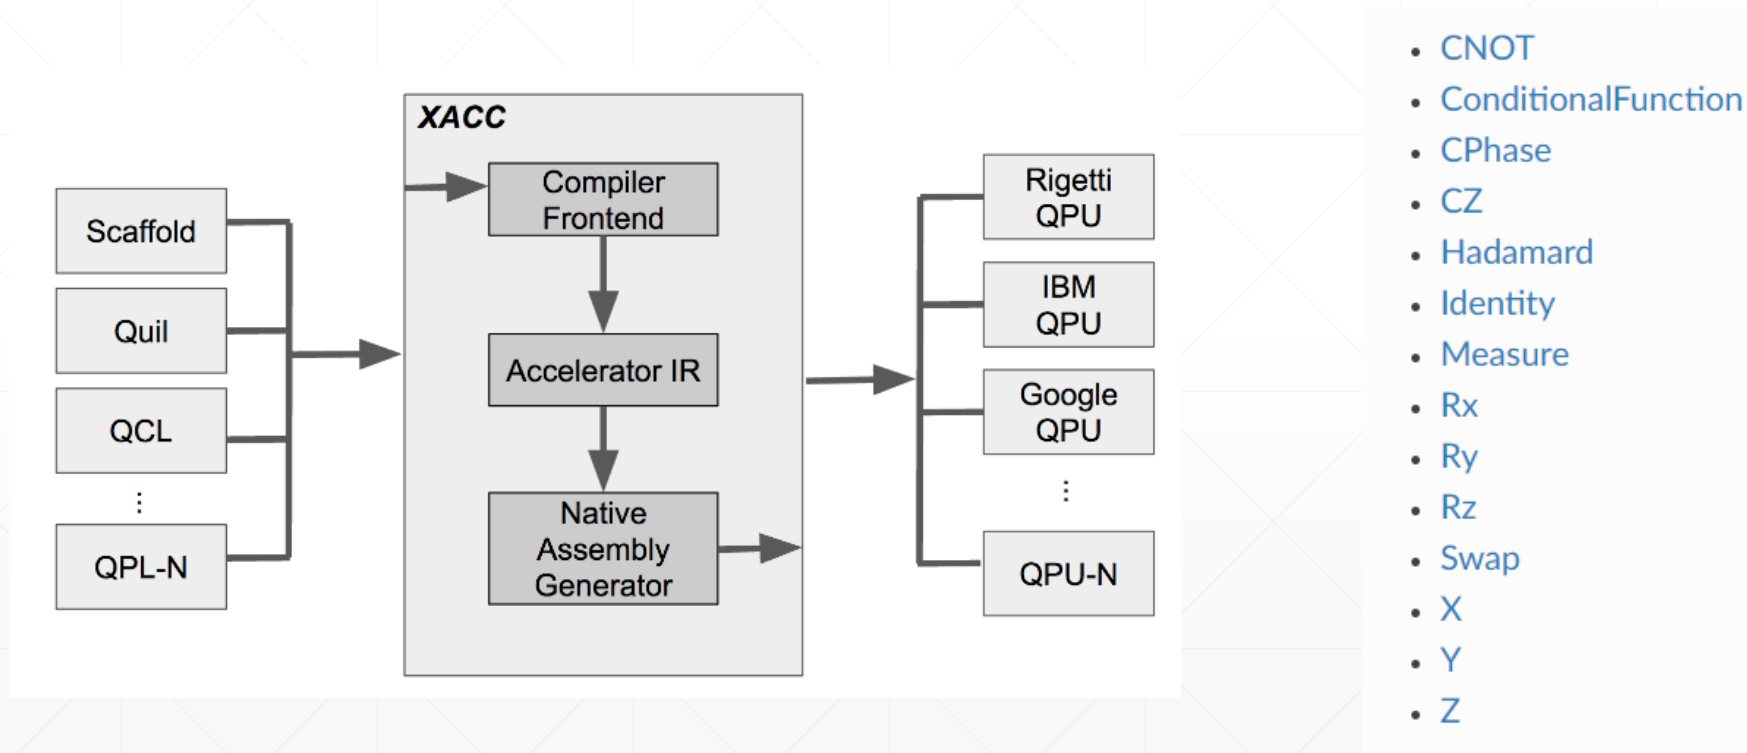 Scaffold
Quil
QCL
⋮
QPL-N
XACC
Compiler
Frontend
Accelerator IR
Native
Assembly
Generator
Rigetti
QPU
IBM
QPU
Google
QPU
⋮
QPU-N
• CNOT
• ConditionalFunction
• CPhase
• CZ
• Hadamard
• Identity
• Measure
• Rx
• Ry
• Rz
• Swap
• X
• Y
• Z